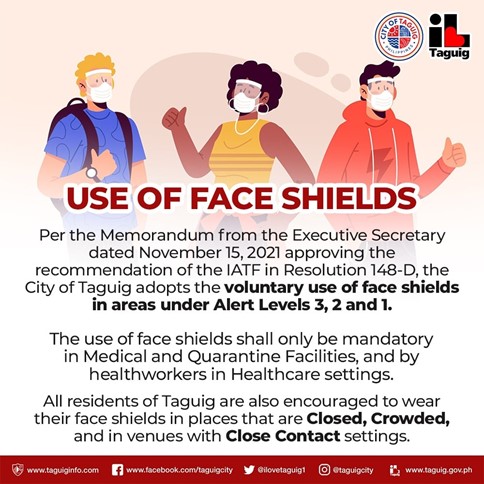 CITY OF TAGUIG
PHILIPPINES
iL
Taguig
USE OF FACE SHIELDS
Per the Memorandum from the Executive Secretary
dated November 15, 2021 approving the
recommendation of the IATF in Resolution 148-D, the
City of Taguig adopts the voluntary use of face shields
in areas under Alert Levels 3, 2 and 1.
The use of face shields shall only be mandatory
in Medical and Quarantine Facilities, and by
healthworkers in Healthcare settings.
All residents of Taguig are also encouraged to wear
their face shields in places that are Closed, Crowded,
and in venues with Close Contact settings.
www.taguiginfo.com www.facebook.com/taguigcity @ilovetaguig1 @taguigcity iL www.taguig.gov.ph